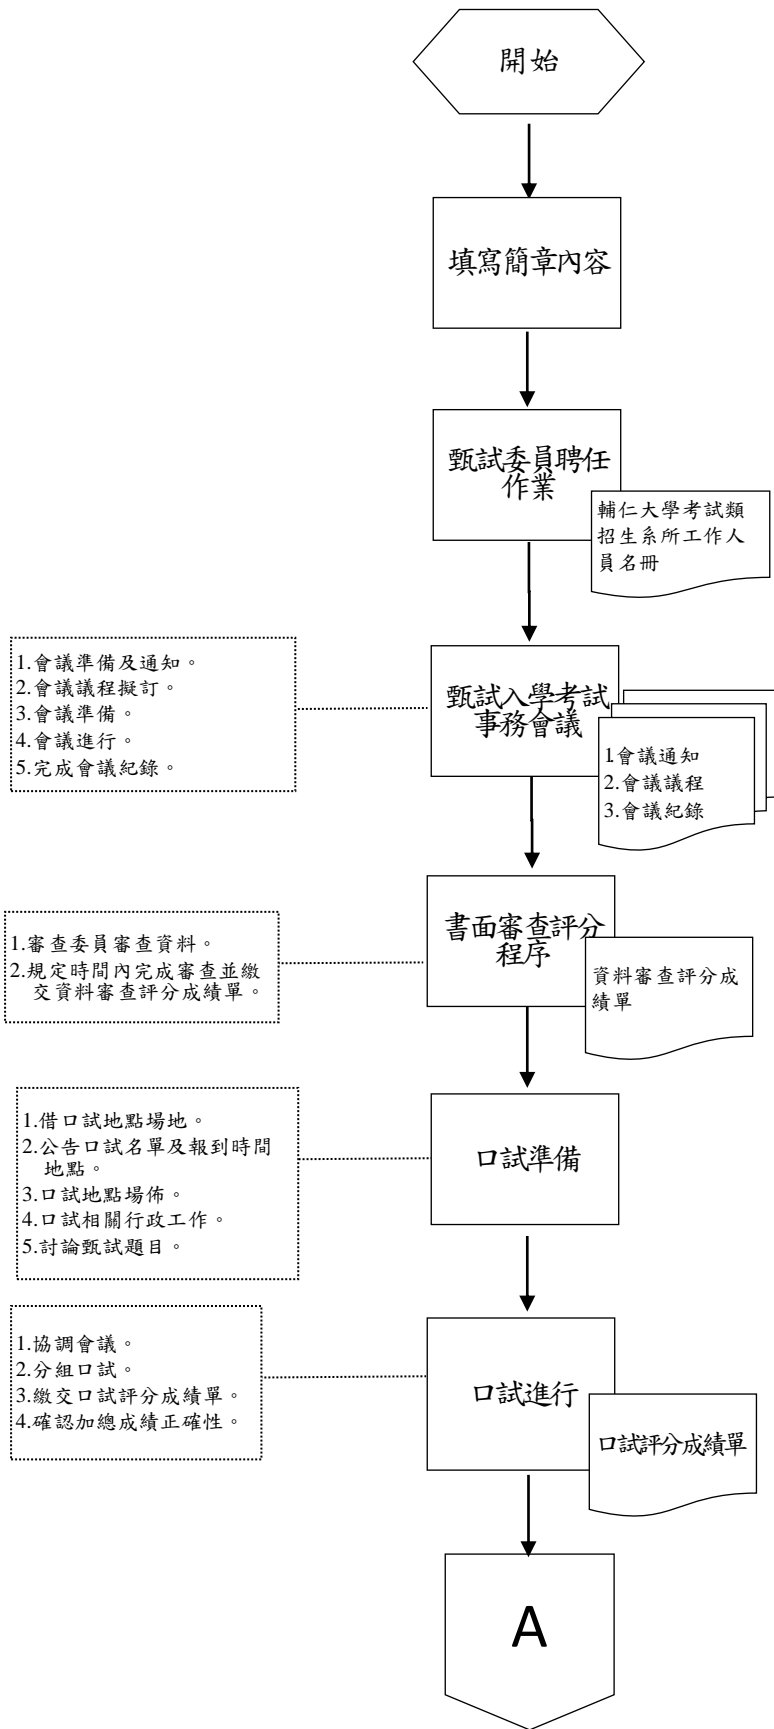 開始
填寫簡章內容
甄試委員聘任
作業
輔仁大學考試類
招生系所工作人
員名冊
1.會議準備及通知。
2.會議議程擬訂。
3.會議準備。
4.會議進行。
5.完成會議紀錄。
甄試入學考試
事務會議
1.會議通知
2.會議議程
3.會議紀錄
1.審查委員審查資料。
2.規定時間內完成審查並繳
交資料審查評分成績單。
書面審查評分
程序
資料審查評分成
績單
1.借口試地點場地。
2.公告口試名單及報到時間
地點。
3.口試地點場佈。
4.口試相關行政工作。
5.討論甄試題目。
口試準備
1.協調會議。
2.分組口試。
3.繳交口試評分成績單。
4.確認加總成績正確性。
口試進行
口試評分成績單
A